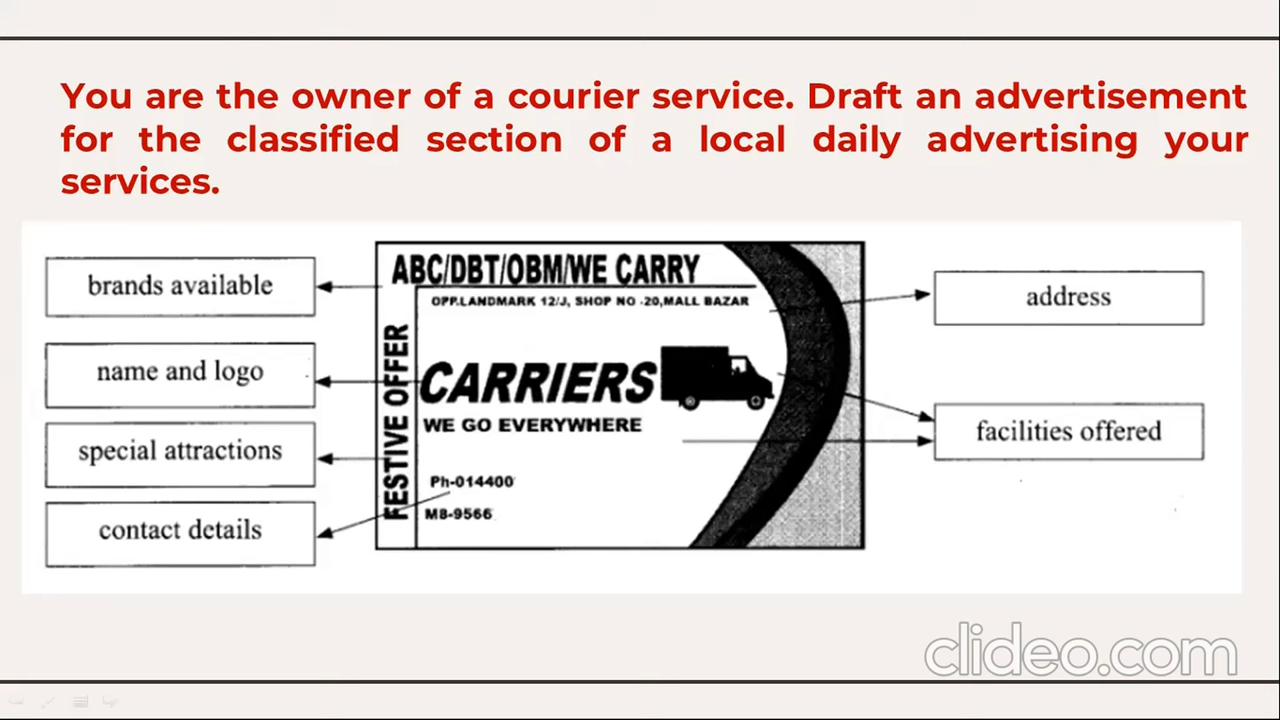 You are the owner of a courier service. Draft an advertisement
for the classified section of a local daily advertising your
services.
brands available
name and logo
special attractions
contact details
ABC/DBT/OBM/WE CARRY
OPP.LANDMARK 12/J, SHOP NO -20,MALL BAZAR
FESTIVE OFFER
CARRIERS
WE GO EVERYWHERE
Ph-014400
M8-9566
address
facilities offered
clideo.com